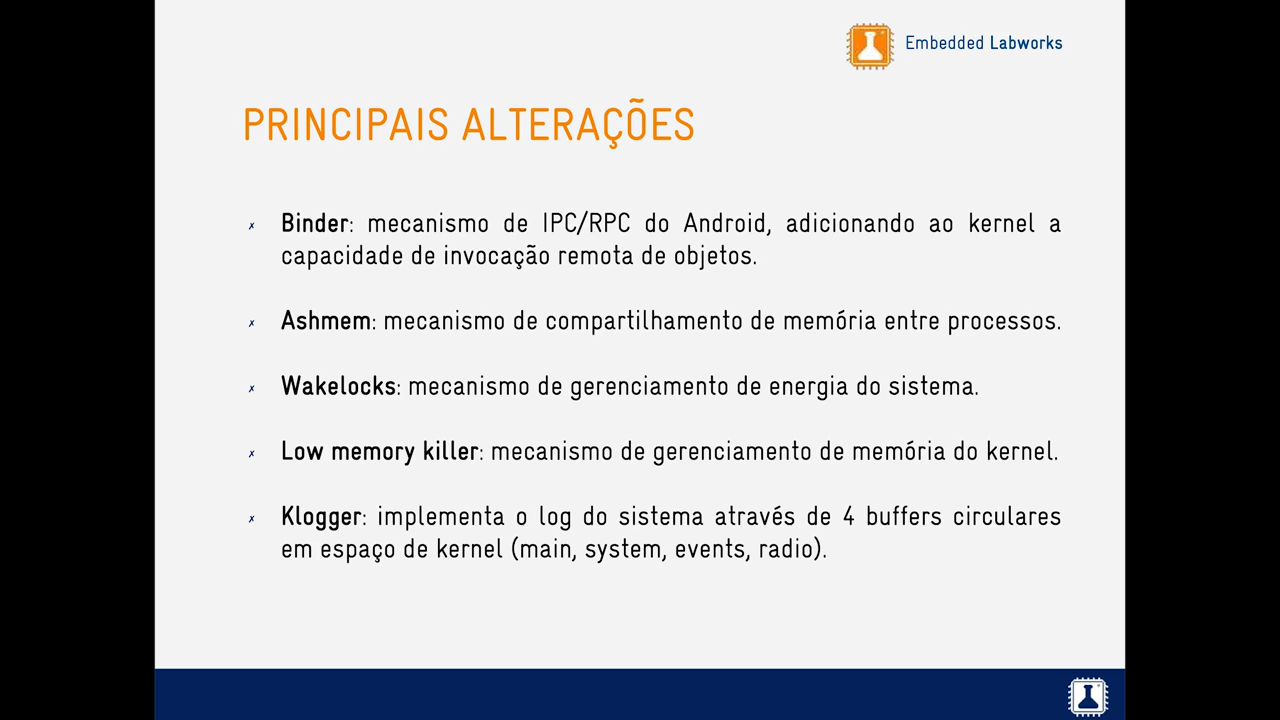 Embedded Labworks
PRINCIPAIS ALTERAÇÕES
✗ Binder: mecanismo de IPC/RPC do Android, adicionando ao kernel a
capacidade de invocação remota de objetos.
✗ Ashmem: mecanismo de compartilhamento de memória entre processos.
✗ Wakelocks: mecanismo de gerenciamento de energia do sistema.
✗ Low memory killer: mecanismo de gerenciamento de memória do kernel.
✗ Klogger: implementa o log do sistema através de 4 buffers circulares
em espaço de kernel (main, system, events, radio).